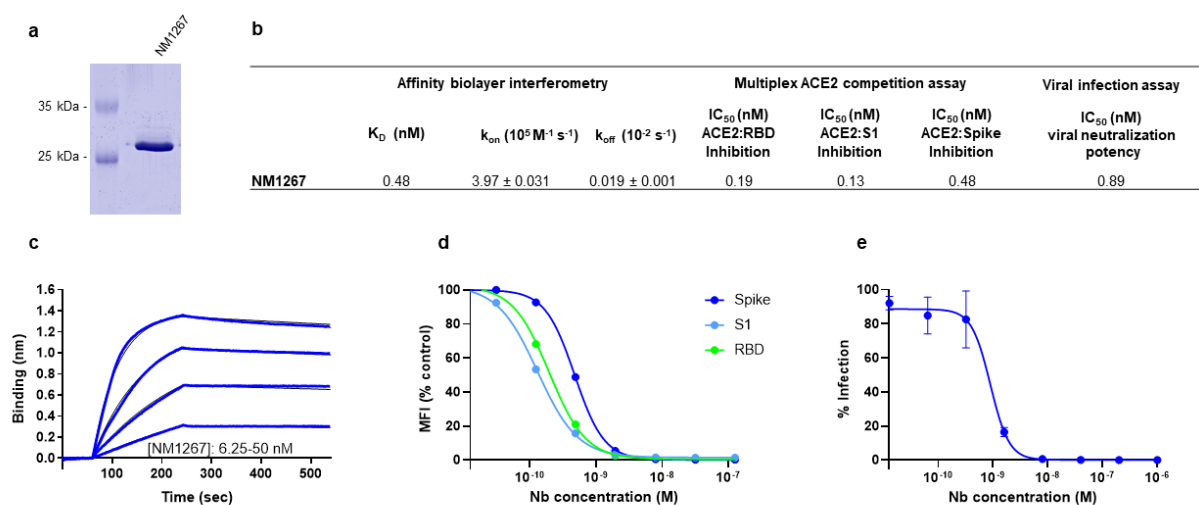 a
NM1267
35 kDa -
25 kDa -
b
Affinity biolayer interferometry
Multiplex ACE2 competition assay
Viral infection assay
K_D (nM)
k_on (10⁵ M⁻¹ s⁻¹)
k_off (10⁻² s⁻¹)
IC₅₀ (nM)
ACE2:RBD
Inhibition
IC₅₀ (nM)
ACE2:S1
Inhibition
IC₅₀ (nM)
ACE2:Spike
Inhibition
IC₅₀ (nM)
viral neutralization
potency
NM1267 0.48 3.97 ± 0.031 0.019 ± 0.001 0.19 0.13 0.48 0.89
c
Binding (nm)
1.6
1.4
1.2
1.0
0.8
0.6
0.4
0.2
0.0
[NM1267]: 6.25-50 nM
100 200 300 400 500
Time (sec)
d
MFI (% control)
100
80
60
40
20
0
Spike
S1
RBD
10⁻¹⁰ 10⁻⁹ 10⁻⁸ 10⁻⁷
Nb concentration (M)
e
% Infection
100
80
60
40
20
0
10⁻¹⁰ 10⁻⁹ 10⁻⁸ 10⁻⁷ 10⁻⁶
Nb concentration (M)